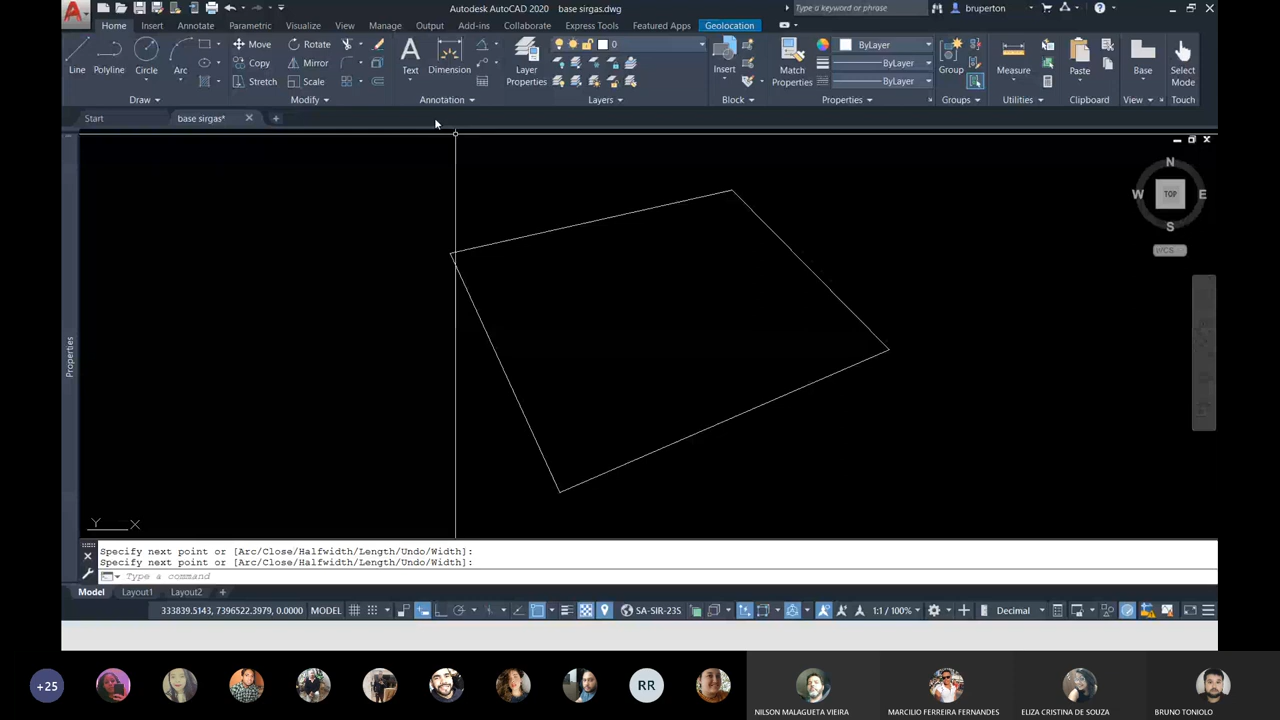 Autodesk AutoCAD 2020 base sirgas.dwg
Type a keyword or phrase
bruperton
Home Insert Annotate Parametric Visualize View Manage Output Add-ins Collaborate Express Tools Featured Apps Geolocation
Line Polyline Circle Arc
Move Rotate
Copy Mirror
Stretch Scale
Text Dimension
Layer Properties
0
Insert
Match Properties
ByLayer
ByLayer
ByLayer
Group Measure Paste Base
Select Mode
Draw Modify Annotation Layers Block Properties Groups Utilities Clipboard View Touch
Start base sirgas*
N
W TOP E
S
WCS
Properties
Y X
Specify next point or [Arc/Close/Halfwidth/Length/Undo/Width]:
Specify next point or [Arc/Close/Halfwidth/Length/Undo/Width]:
Type a command
Model Layout1 Layout2
333839.5143, 7396522.3979, 0.0000 MODEL SA-SIR-23S 1:1 / 100% Decimal
+25 RR
NILSON MALAGUETA VIEIRA MARCILIO FERREIRA FERNANDES ELIZA CRISTINA DE SOUZA BRUNO TONIOLO